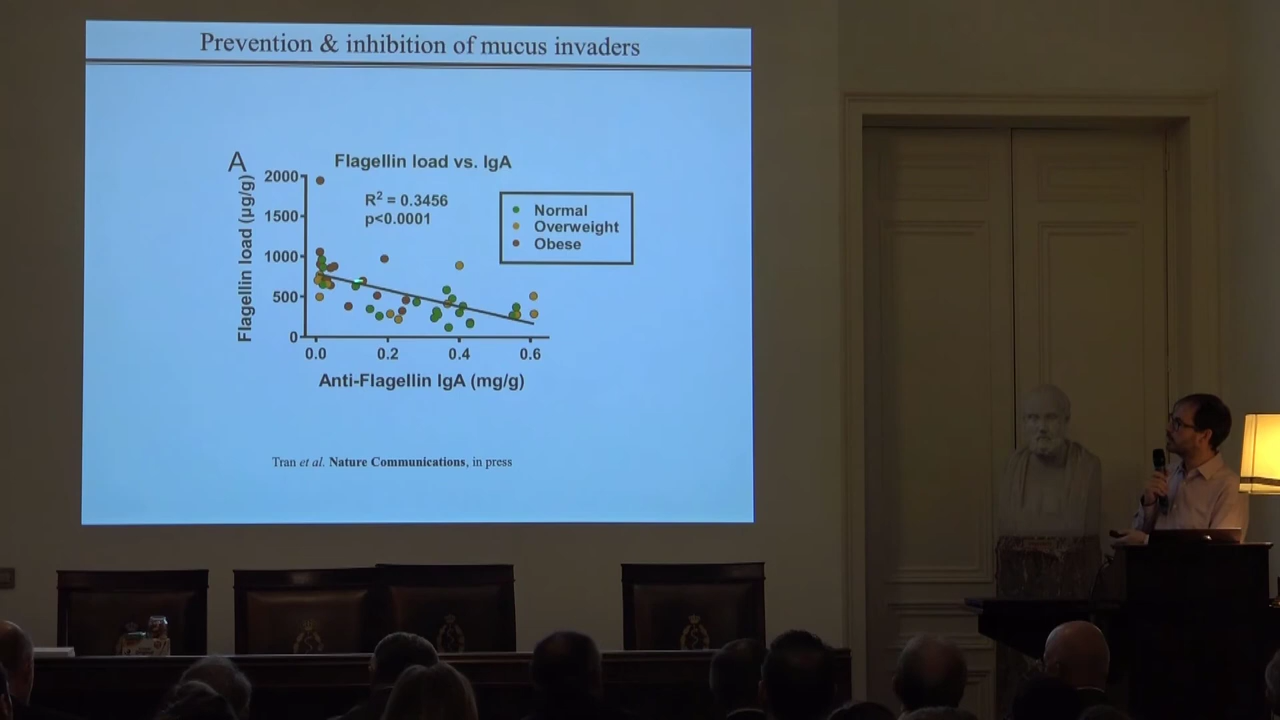 Prevention & inhibition of mucus invaders
A
Flagellin load vs. IgA
R² = 0.3456
p<0.0001
Normal
Overweight
Obese
Flagellin load (µg/g)
2000
1500
1000
500
0
0.0 0.2 0.4 0.6
Anti-Flagellin IgA (mg/g)
Tran et al. Nature Communications, in press